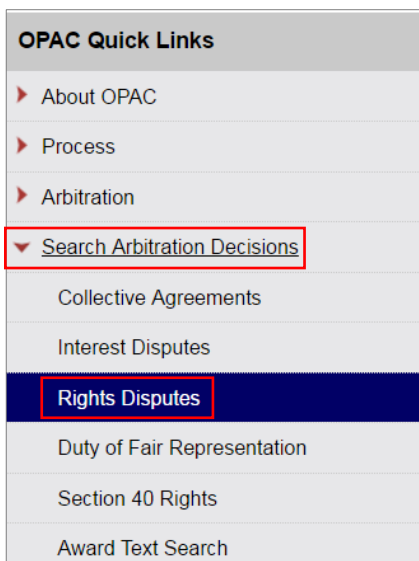 OPAC Quick Links
About OPAC
Process
Arbitration
Search Arbitration Decisions
Collective Agreements
Interest Disputes
Rights Disputes
Duty of Fair Representation
Section 40 Rights
Award Text Search